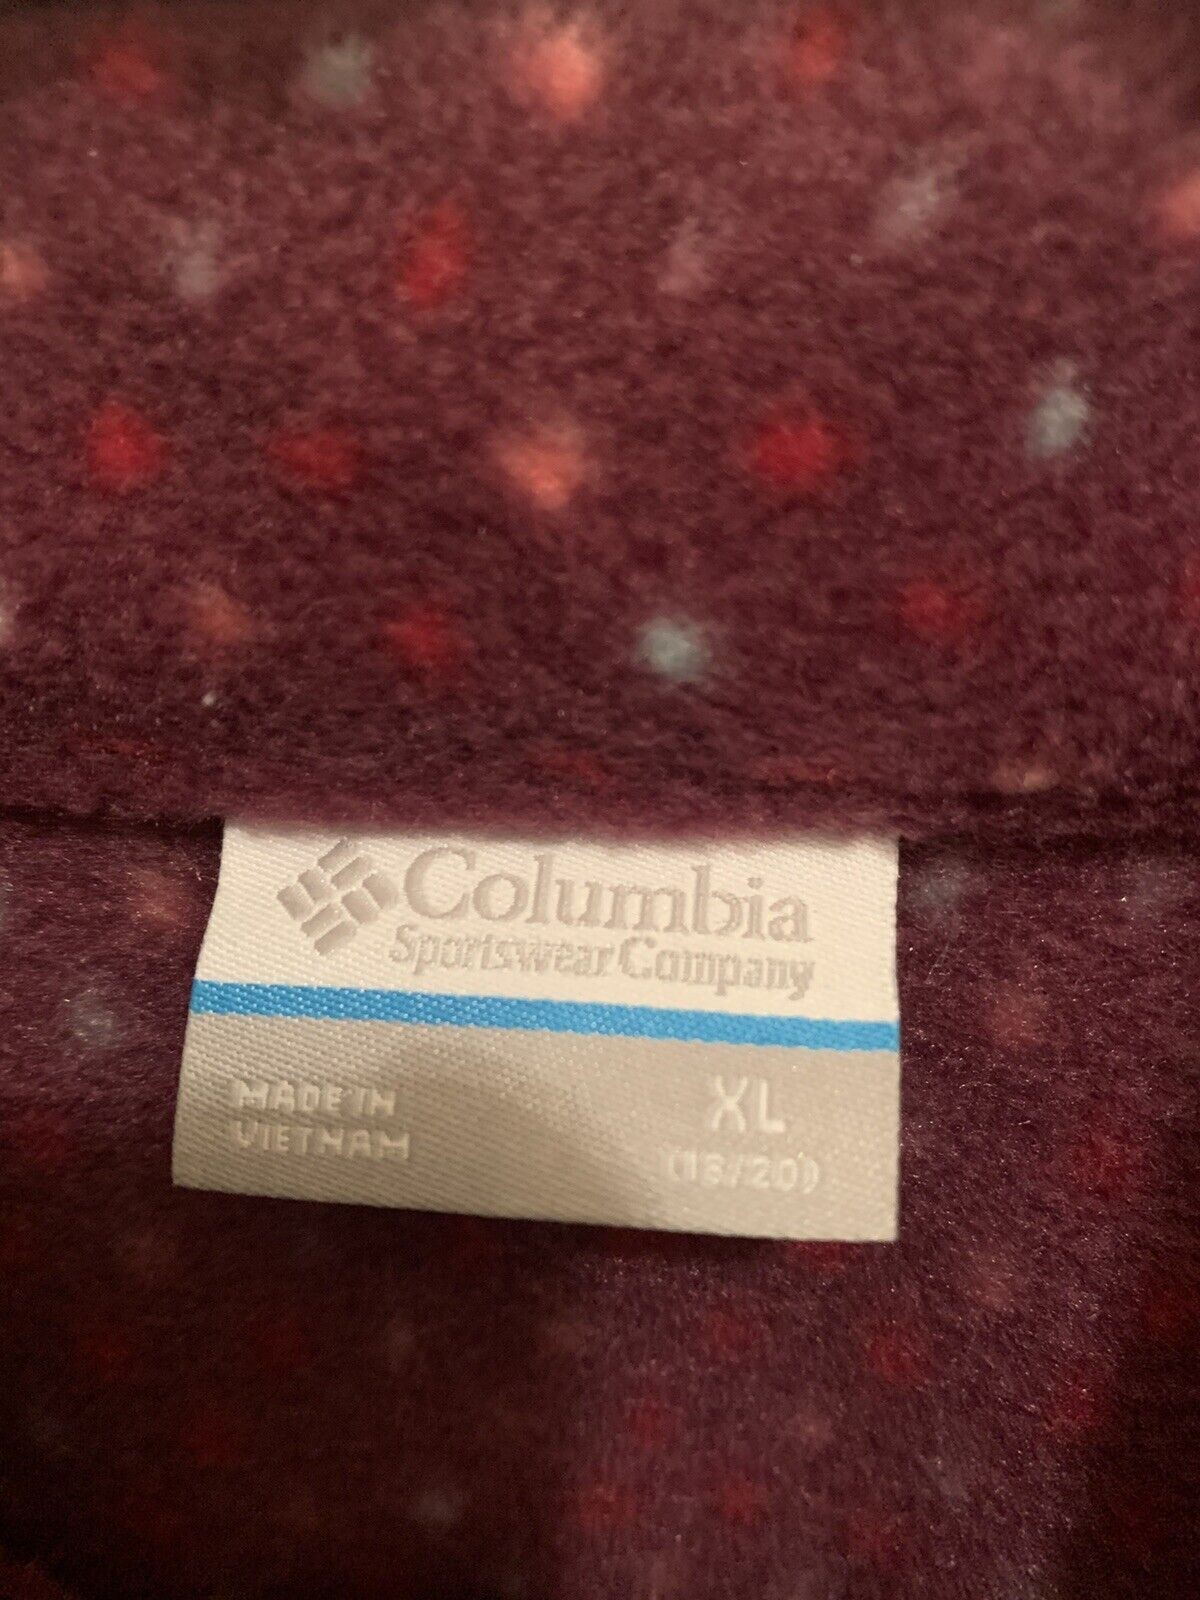 Columbia
Sportswear Company
MADE IN
VIETNAM
XL
(18/20)